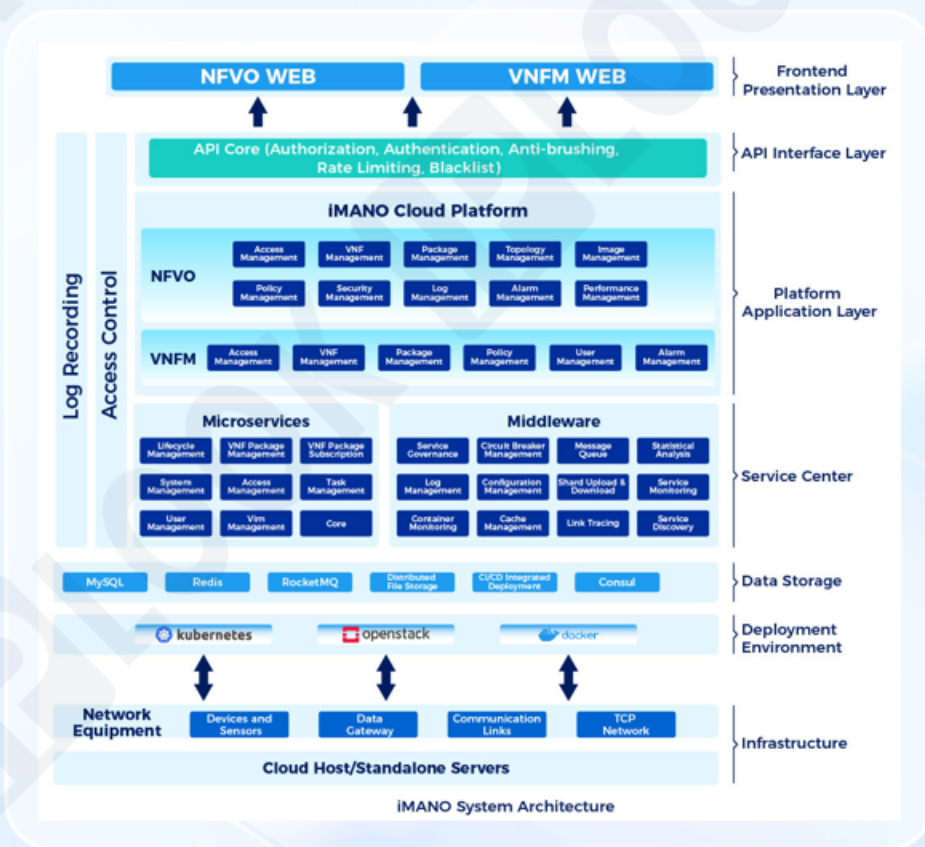 NFVO WEB
VNFM WEB
Frontend
Presentation Layer
API Core (Authorization, Authentication, Anti-brushing,
Rate Limiting, Blacklist)
API Interface Layer
Log Recording
Access Control
iMANO Cloud Platform
NFVO
Access
Management
VNF
Management
Package
Management
Topology
Management
Image
Management
Policy
Management
Security
Management
Log
Management
Alarm
Management
Performance
Management
VNFM
Access
Management
VNF
Management
Package
Management
Policy
Management
User
Management
Alarm
Management
Platform
Application Layer
Microservices
Lifecycle
Management
VNF Package
Management
VNF Package
Subscription
System
Management
Access
Management
Task
Management
User
Management
Vim
Management
Core
Middleware
Service
Governance
Circuit Breaker
Management
Message
Queue
Statistical
Analysis
Log
Management
Configuration
Management
Shard Upload &
Download
Service
Monitoring
Container
Monitoring
Cache
Management
Link Tracing
Service
Discovery
Service Center
MySQL
Redis
RocketMQ
Distributed
File Storage
CI/CD Integrated
Deployment
Consul
Data Storage
kubernetes
openstack
docker
Deployment
Environment
Network
Equipment
Devices and
Sensors
Data
Gateway
Communication
Links
TCP
Network
Cloud Host/Standalone Servers
Infrastructure
iMANO System Architecture